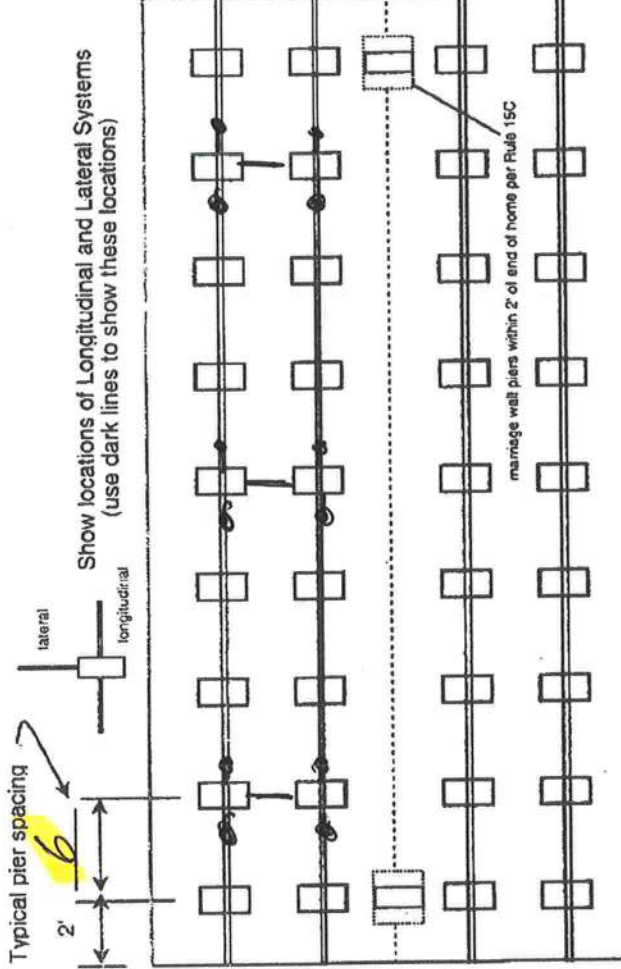 Typical pier spacing
6
2'
lateral
longitudinal
Show locations of Longitudinal and Lateral Systems
(use dark lines to show these locations)
marriage wall piers within 2' of end of home per Rule 15C